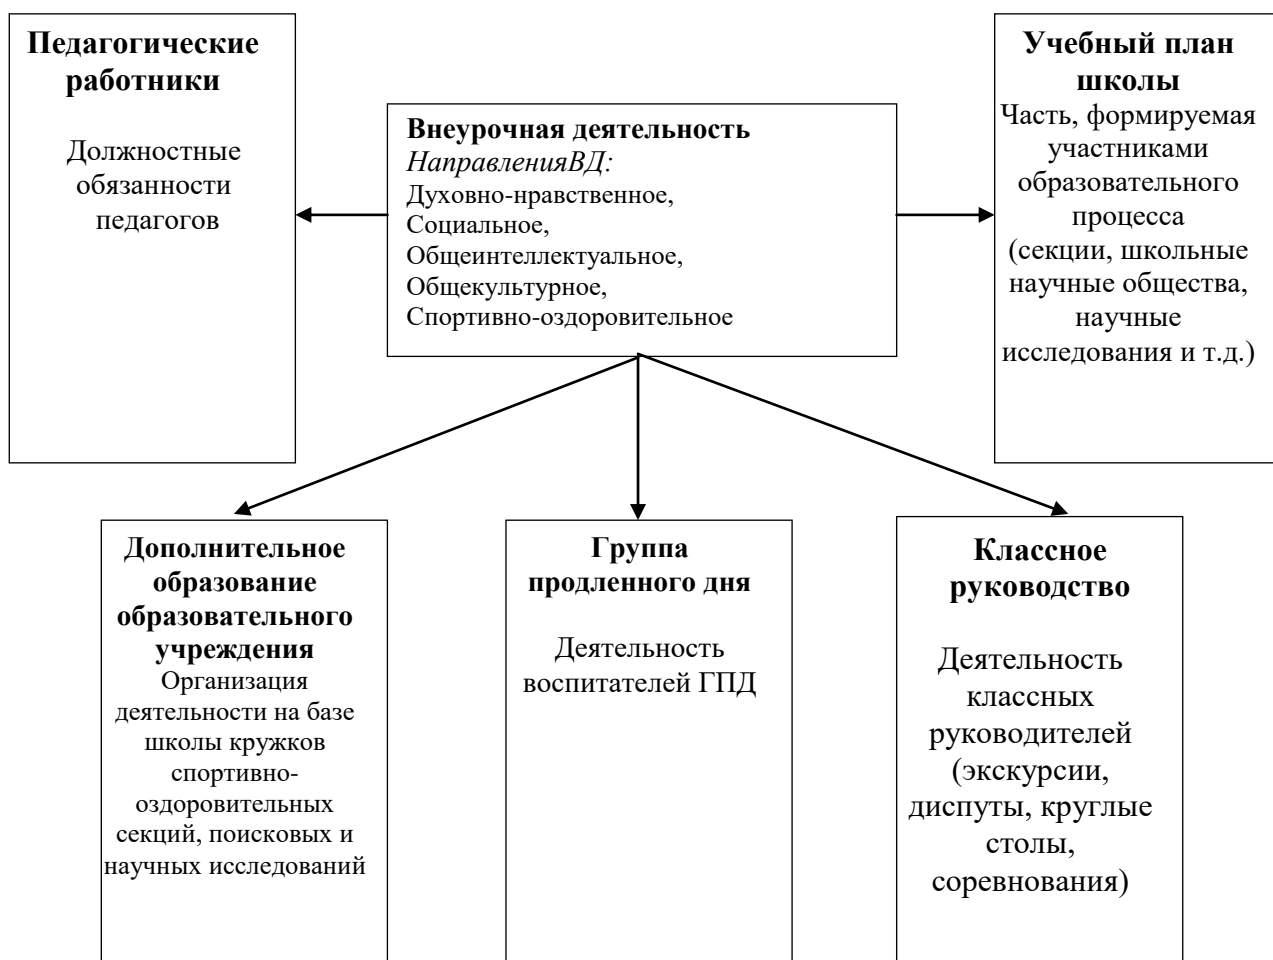 Педагогические
работники
Должностные
обязанности
педагогов
Внеурочная деятельность
НаправленияВД:
Духовно-нравственное,
Социальное,
Общеинтеллектуальное,
Общекультурное,
Спортивно-оздоровительное
Учебный план
школы
Часть, формируемая
участниками
образовательного
процесса
(секции, школьные
научные общества,
научные
исследования и т.д.)
Дополнительное
образование
образовательного
учреждения
Организация
деятельности на базе
школы кружков
спортивно-
оздоровительных
секций, поисковых и
научных исследований
Группа
продленного дня
Деятельность
воспитателей ГПД
Классное
руководство
Деятельность
классных
руководителей
(экскурсии,
диспуты, круглые
столы,
соревнования)